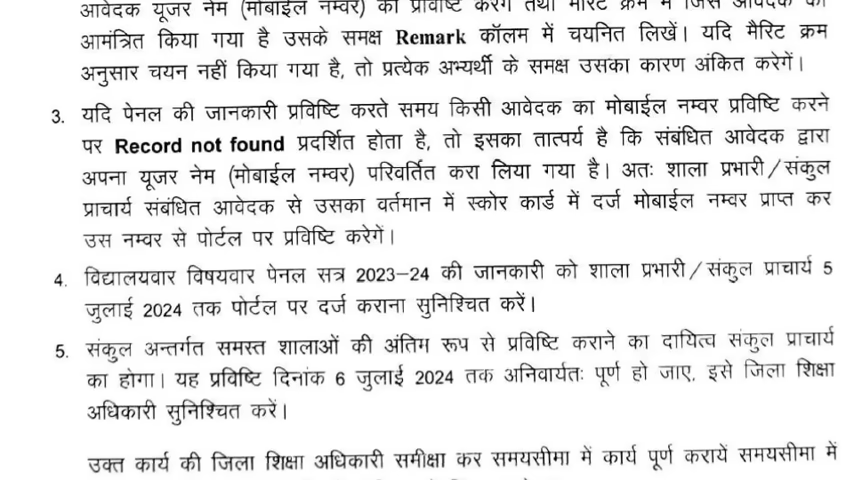 आवेदक यूजर नेम (मोबाईल नम्वर) की प्रविष्टि करेंगे तथा मेरिट क्रम में जिस आवेदक को
आमंत्रित किया गया है उसके समक्ष Remark कॉलम में चयनित लिखें। यदि मैरिट क्रम
अनुसार चयन नहीं किया गया है, तो प्रत्येक अभ्यर्थी के समक्ष उसका कारण अंकित करेगें।
3. यदि पेनल की जानकारी प्रविष्टि करते समय किसी आवेदक का मोबाईल नम्वर प्रविष्टि करने
पर Record not found प्रदर्शित होता है, तो इसका तात्पर्य है कि संबंधित आवेदक द्वारा
अपना यूजर नेम (मोबाईल नम्वर) परिवर्तित करा लिया गया है। अतः शाला प्रभारी/संकुल
प्राचार्य संबंधित आवेदक से उसका वर्तमान में स्कोर कार्ड में दर्ज मोबाईल नम्वर प्राप्त कर
उस नम्वर से पोर्टल पर प्रविष्टि करेगें।
4. विद्यालयवार विषयवार पेनल सत्र 2023–24 की जानकारी को शाला प्रभारी/संकुल प्राचार्य 5
जुलाई 2024 तक पोर्टल पर दर्ज कराना सुनिश्चित करें।
5. संकुल अन्तर्गत समस्त शालाओं की अंतिम रूप से प्रविष्टि कराने का दायित्व संकुल प्राचार्य
का होगा। यह प्रविष्टि दिनांक 6 जुलाई 2024 तक अनिवार्यतः पूर्ण हो जाए, इसे जिला शिक्षा
अधिकारी सुनिश्चित करें।
उक्त कार्य की जिला शिक्षा अधिकारी समीक्षा कर समयसीमा में कार्य पूर्ण करायें समयसीमा में